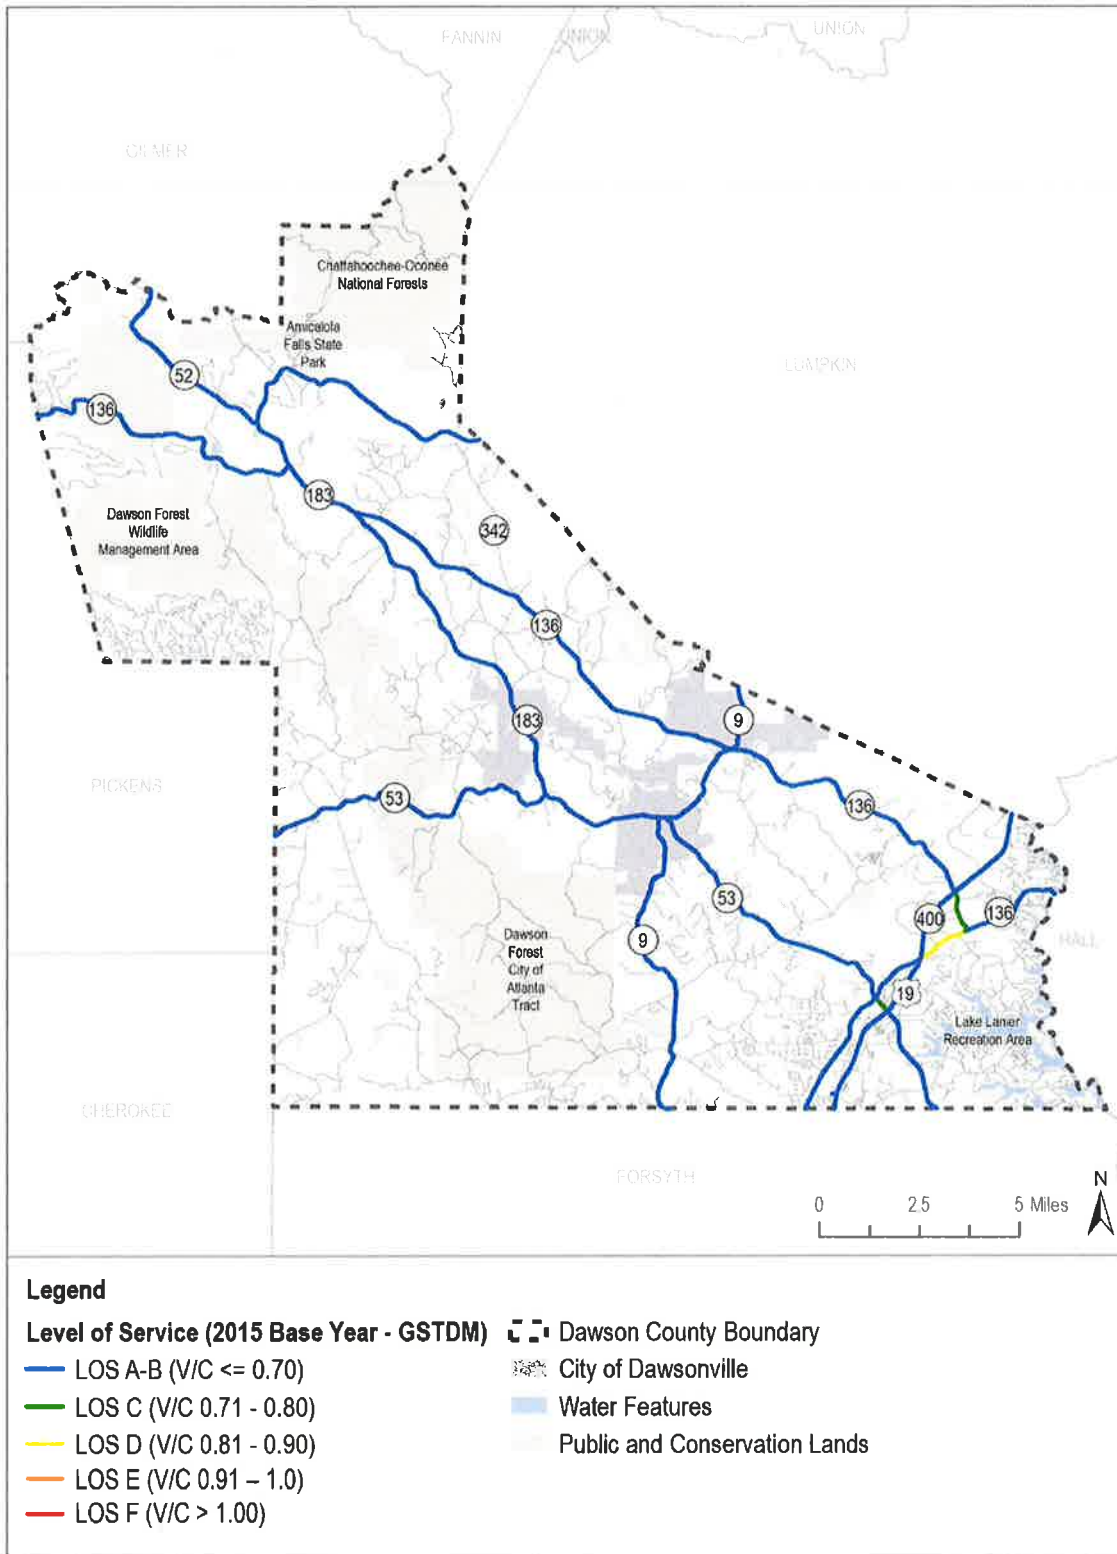 FANNIN
UNION
UNION
GILMER
Chattahoochee-Oconee
National Forests
Amicalola
Falls State
Park
LUMPKIN
52
136
183
Dawson Forest
Wildlife
Management Area
342
136
183
9
PICKENS
53
136
53
400
136
9
HALL
Dawson
Forest
City of
Atlanta
Tract
19
Lake Lanier
Recreation Area
CHEROKEE
FORSYTH
N
0 2.5 5 Miles
Legend
Level of Service (2015 Base Year - GSTDM)
LOS A-B (V/C <= 0.70)
LOS C (V/C 0.71 - 0.80)
LOS D (V/C 0.81 - 0.90)
LOS E (V/C 0.91 – 1.0)
LOS F (V/C > 1.00)
Dawson County Boundary
City of Dawsonville
Water Features
Public and Conservation Lands